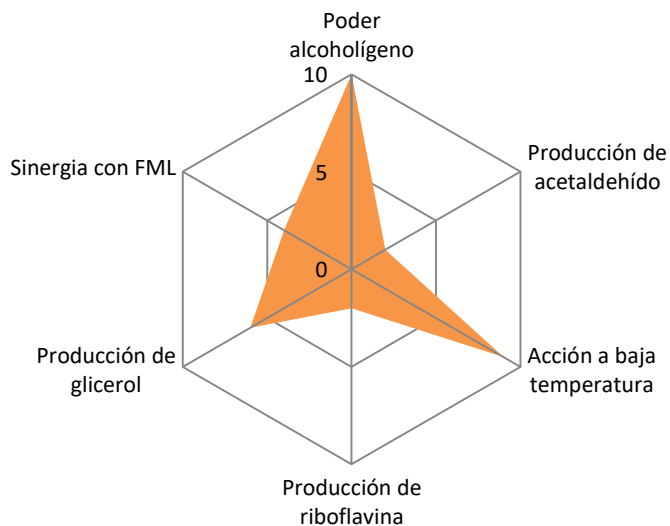 Poder
alcoholígeno
10
Producción de
acetaldehído
Sinergia con FML
5
0
Producción de
glicerol
Acción a baja
temperatura
Producción de
riboflavina